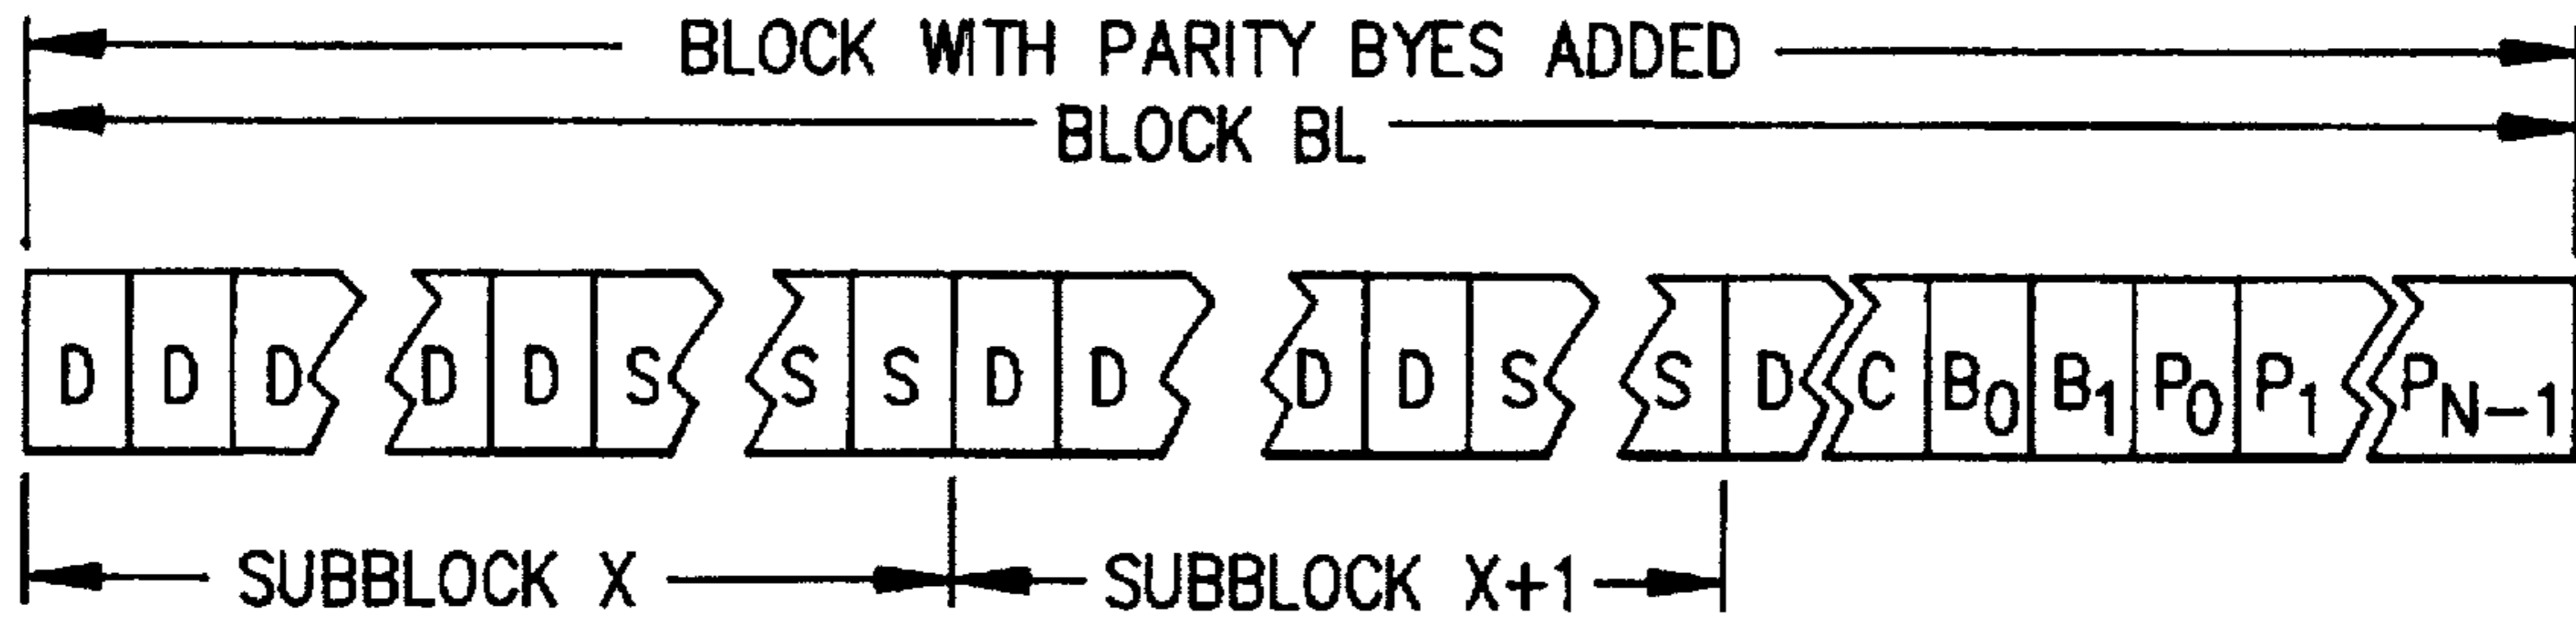 BLOCK WITH PARITY BYES ADDED
BLOCK BL
D D D D D S S S D D D D S S D C B0 B1 P0 P1 PN-1
SUBBLOCK X SUBBLOCK X+1